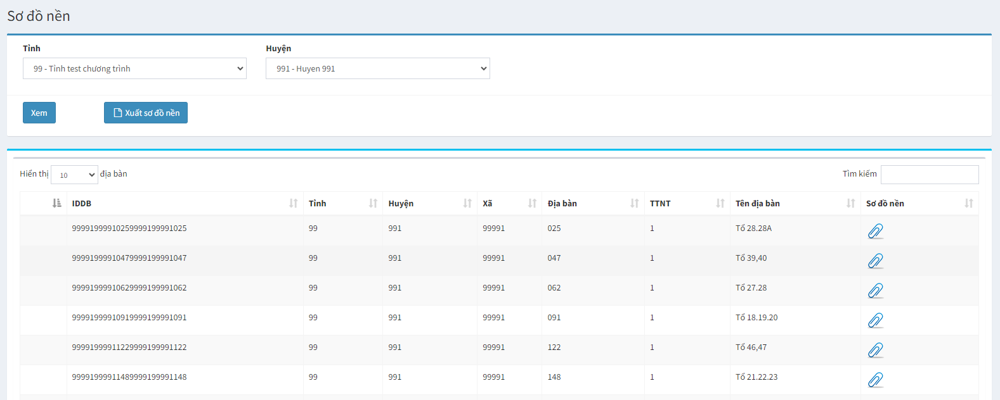 Sơ đồ nền
Tỉnh Huyện
99 - Tỉnh test chương trình 991 - Huyen 991
Xem Xuất sơ đồ nền
Hiển thị 10 địa bàn Tìm kiếm
IDDB Tỉnh Huyện Xã Địa bàn TTNT Tên địa bàn Sơ đồ nền
99991999910259999199991025 99 991 99991 025 1 Tổ 28.28A
99991999910479999199991047 99 991 99991 047 1 Tổ 39,40
99991999910629999199991062 99 991 99991 062 1 Tổ 27.28
99991999910919999199991091 99 991 99991 091 1 Tổ 18.19.20
99991999911229999199991122 99 991 99991 122 1 Tổ 46,47
99991999911489999199991148 99 991 99991 148 1 Tổ 21.22.23